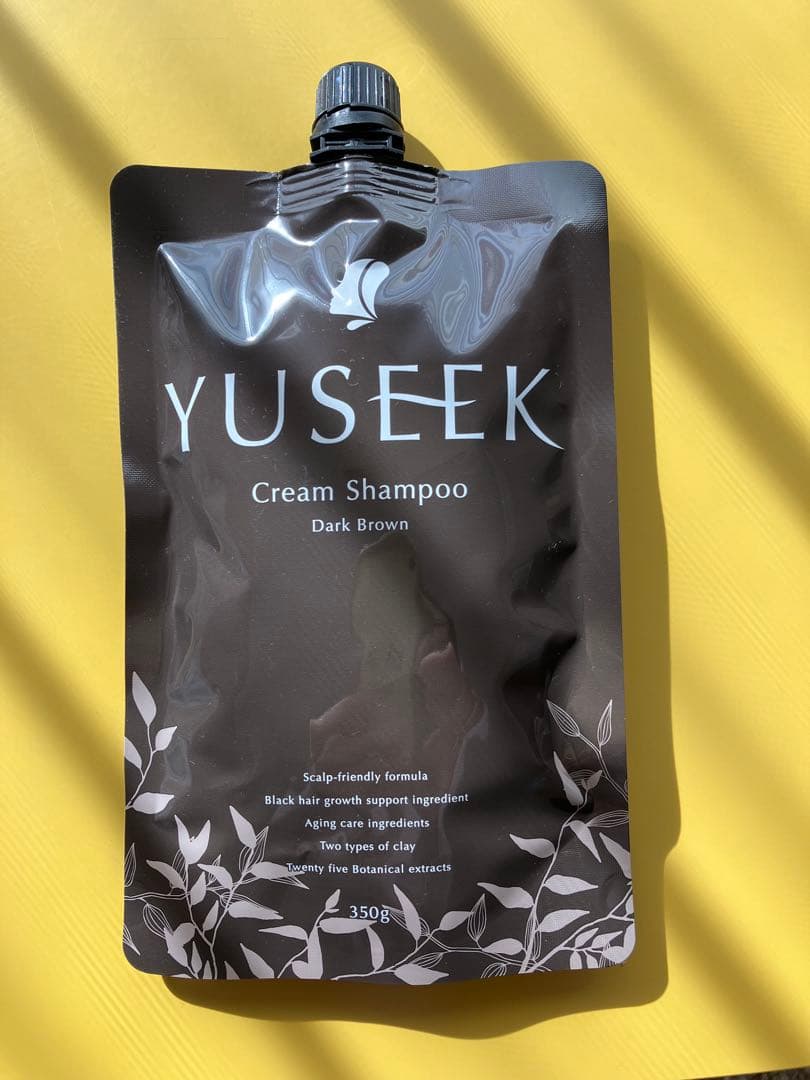 YUSEEK
Cream Shampoo
Dark Brown
Scalp-friendly formula
Black hair growth support ingredient
Aging care ingredients
Two types of clay
Twenty five Botanical extracts
350g